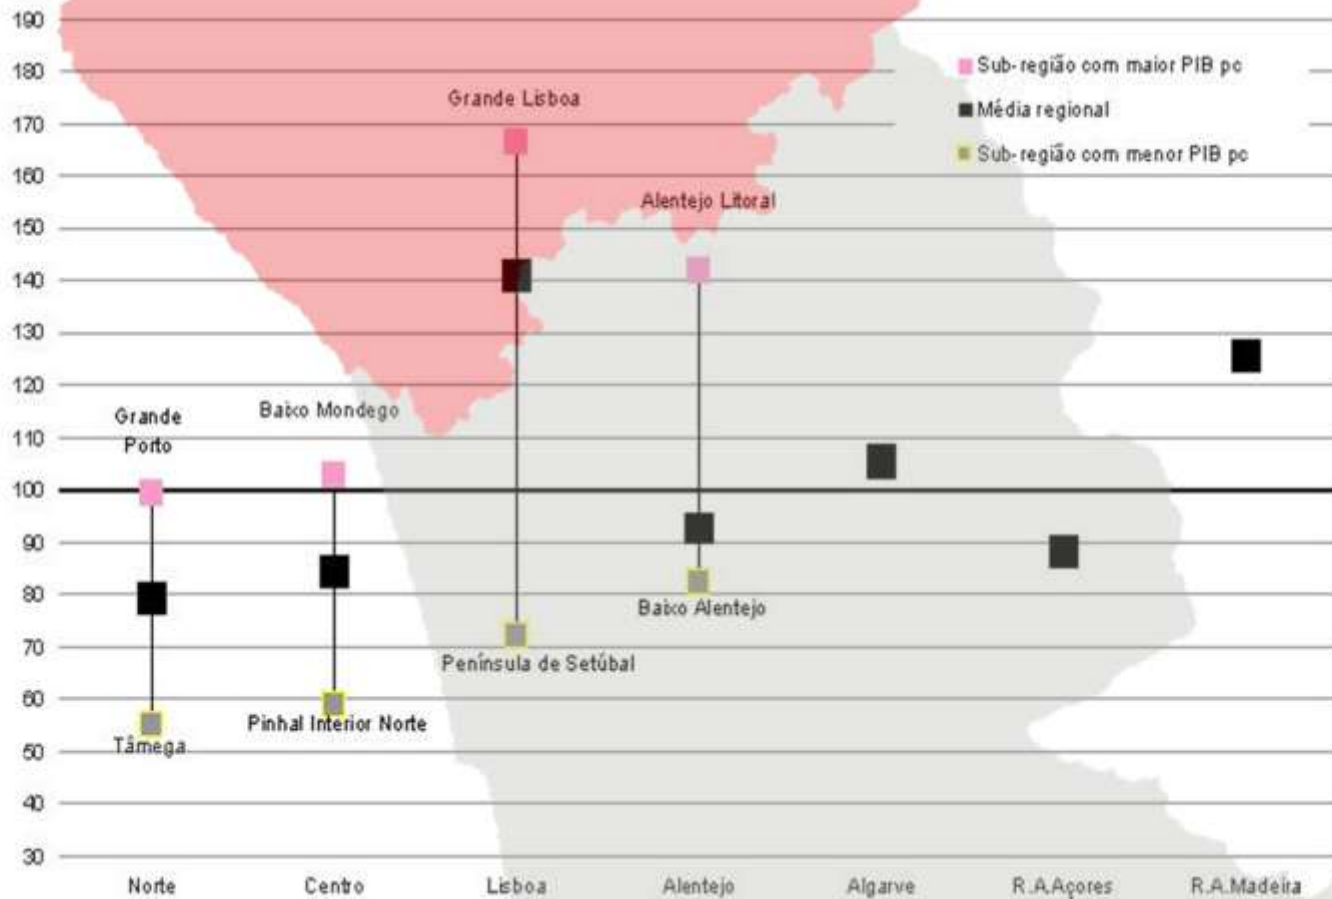 190
180
170
160
150
140
130
120
110
100
90
80
70
60
50
40
30
Sub-região com maior PIB pc
Média regional
Sub-região com menor PIB pc
Grande Lisboa
Alentejo Litoral
Grande
Porto
Baixo Mondego
Baixo Alentejo
Península de Setúbal
Pinhal Interior Norte
Tâmega
Norte Centro Lisboa Alentejo Algarve R.A.Açores R.A.Madeira